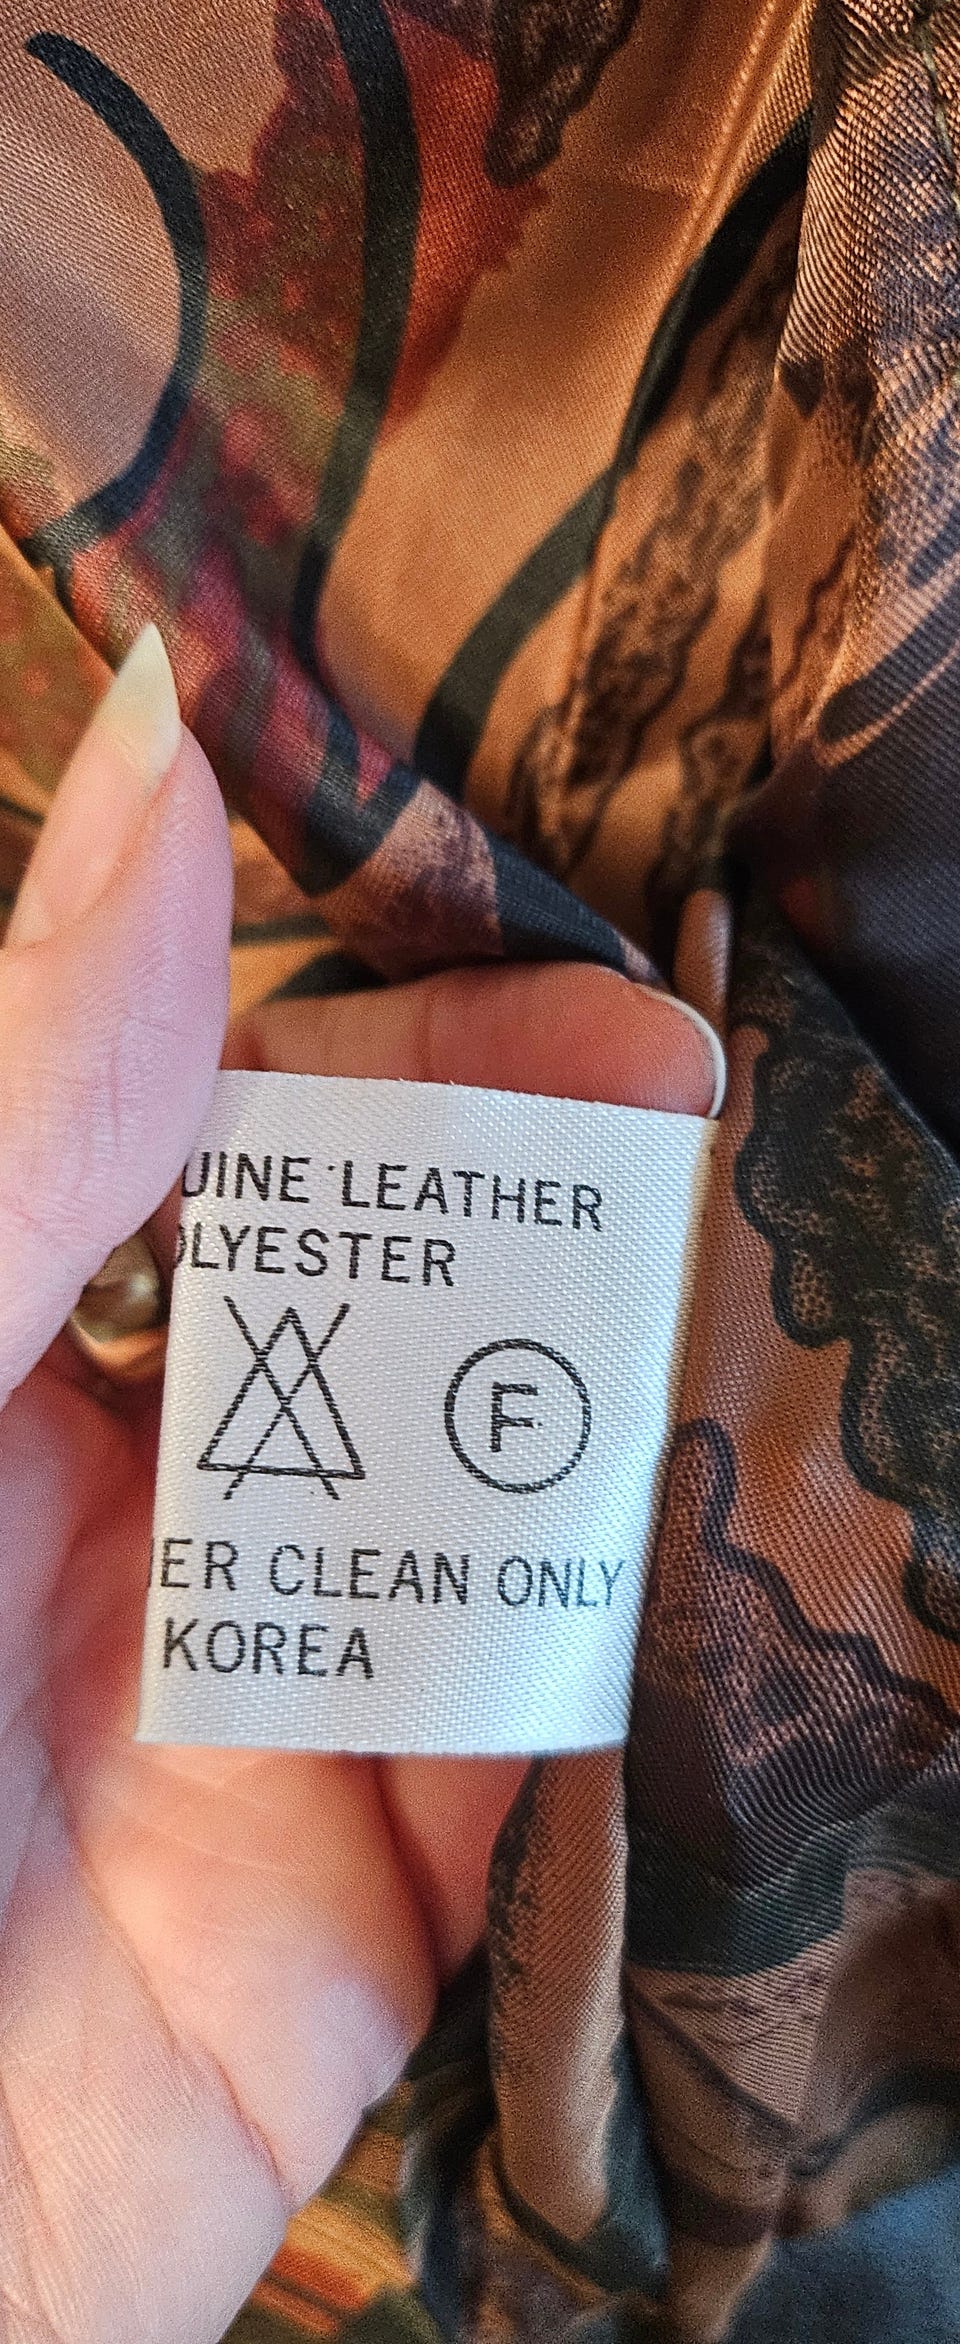 UINE LEATHER
OLYESTER
F
ER CLEAN ONLY
KOREA